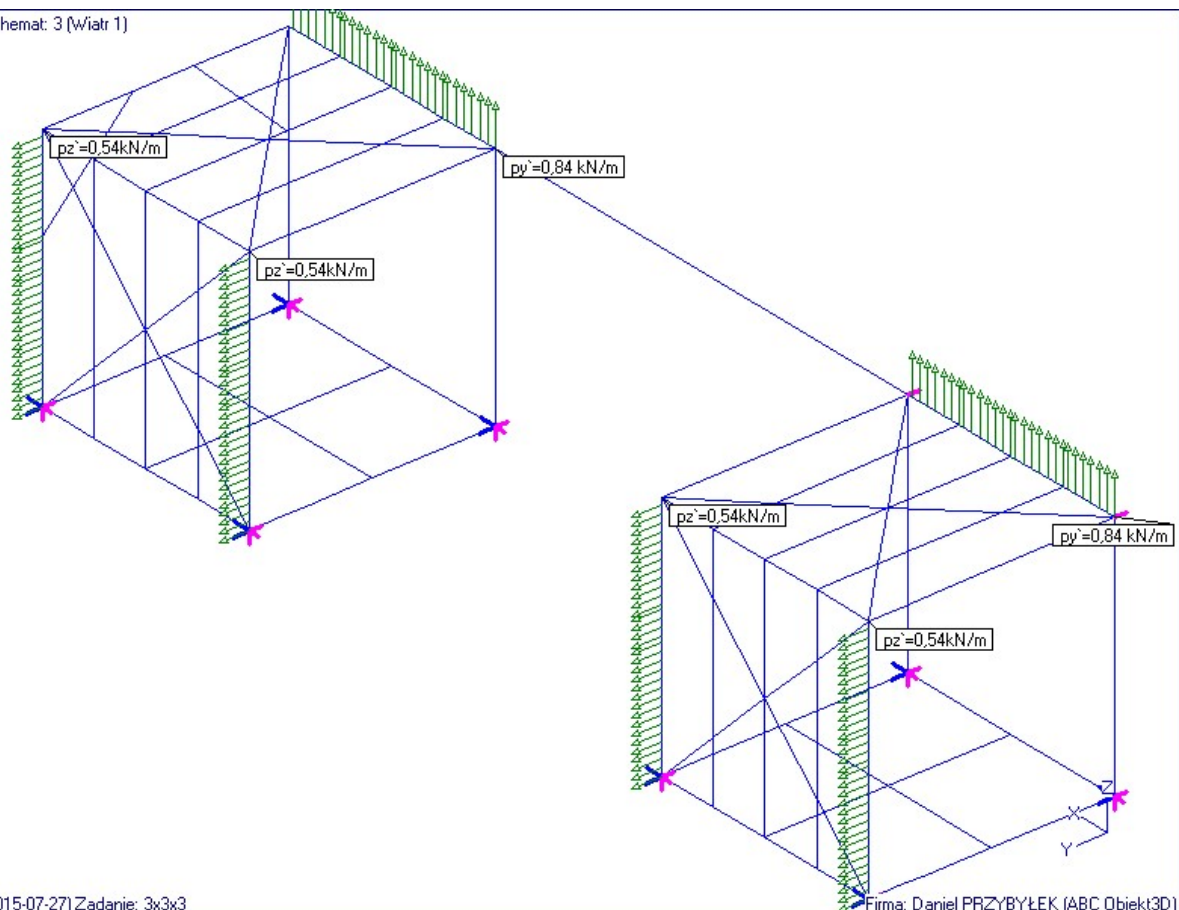 hemat: 3 (Wiatr 1)
pz`=0,54kN/m
py`=0,84 kN/m
pz`=0,54kN/m
pz`=0,54kN/m
py`=0,84 kN/m
pz`=0,54kN/m
Z
X
Y
015-07-27) Zadanie: 3x3x3
Firma: Daniel PRZYBYŁEK (ABC Obiekt3D)